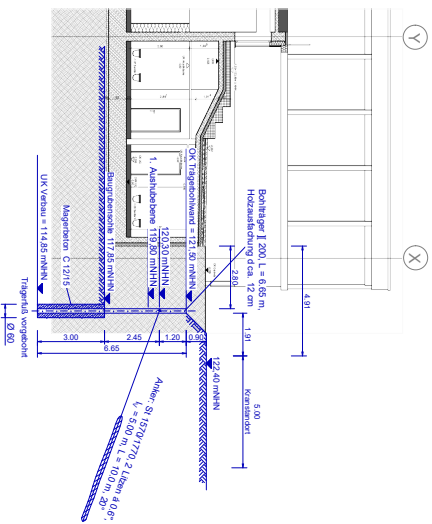 Y
X
Bohlträger ][ 200, L = 6.65 m,
Holzausfachung d ca. 12 cm
OK Trägerbohlwand = 121,50 mNHN
120,30 mNHN
1. Aushubebene 119,80 mNHN
Baugrubensohle 117,85 mNHN
Magerbeton C 12/15
UK Verbau = 114,85 mNHN
Trägerfuß vorgebohrt
Ø 60
4.91
2.80
1.91
5.00
Kranstandort
122,40 mNHN
3.00
2.45
1.20
0.90
6.65
Anker: St 1570/1770, 2 Litzen á 0,6",
lv = 5,00 m, L = 10,0 m, 20°